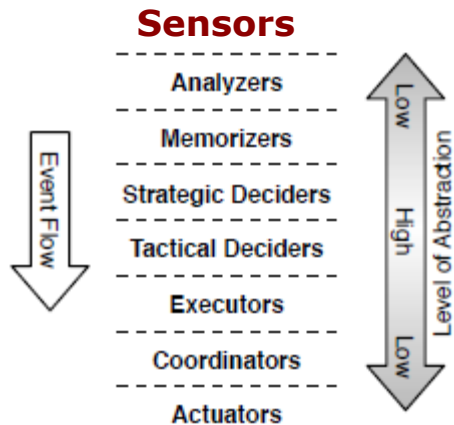 Sensors
Analyzers
Memorizers
Strategic Deciders
Tactical Deciders
Executors
Coordinators
Actuators
Event Flow
Low
High
Low
Level of Abstraction